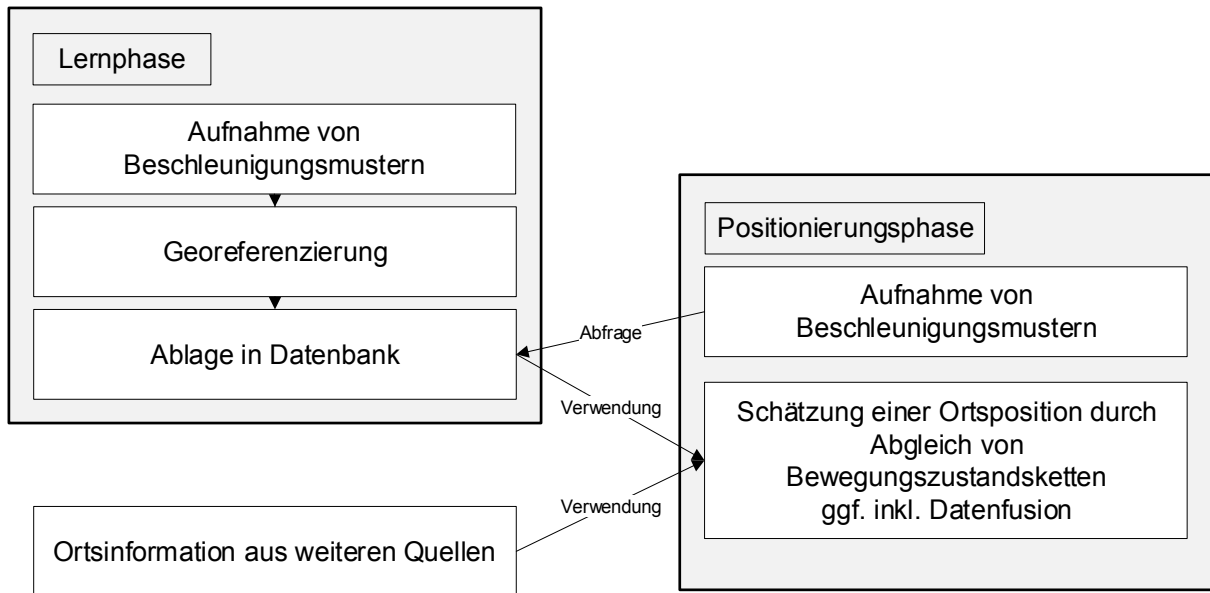 Lernphase
Aufnahme von
Beschleunigungsmustern
Georeferenzierung
Ablage in Datenbank
Positionierungsphase
Aufnahme von
Beschleunigungsmustern
Abfrage
Verwendung
Schätzung einer Ortsposition durch
Abgleich von
Bewegungszustandsketten
ggf. inkl. Datenfusion
Verwendung
Ortsinformation aus weiteren Quellen